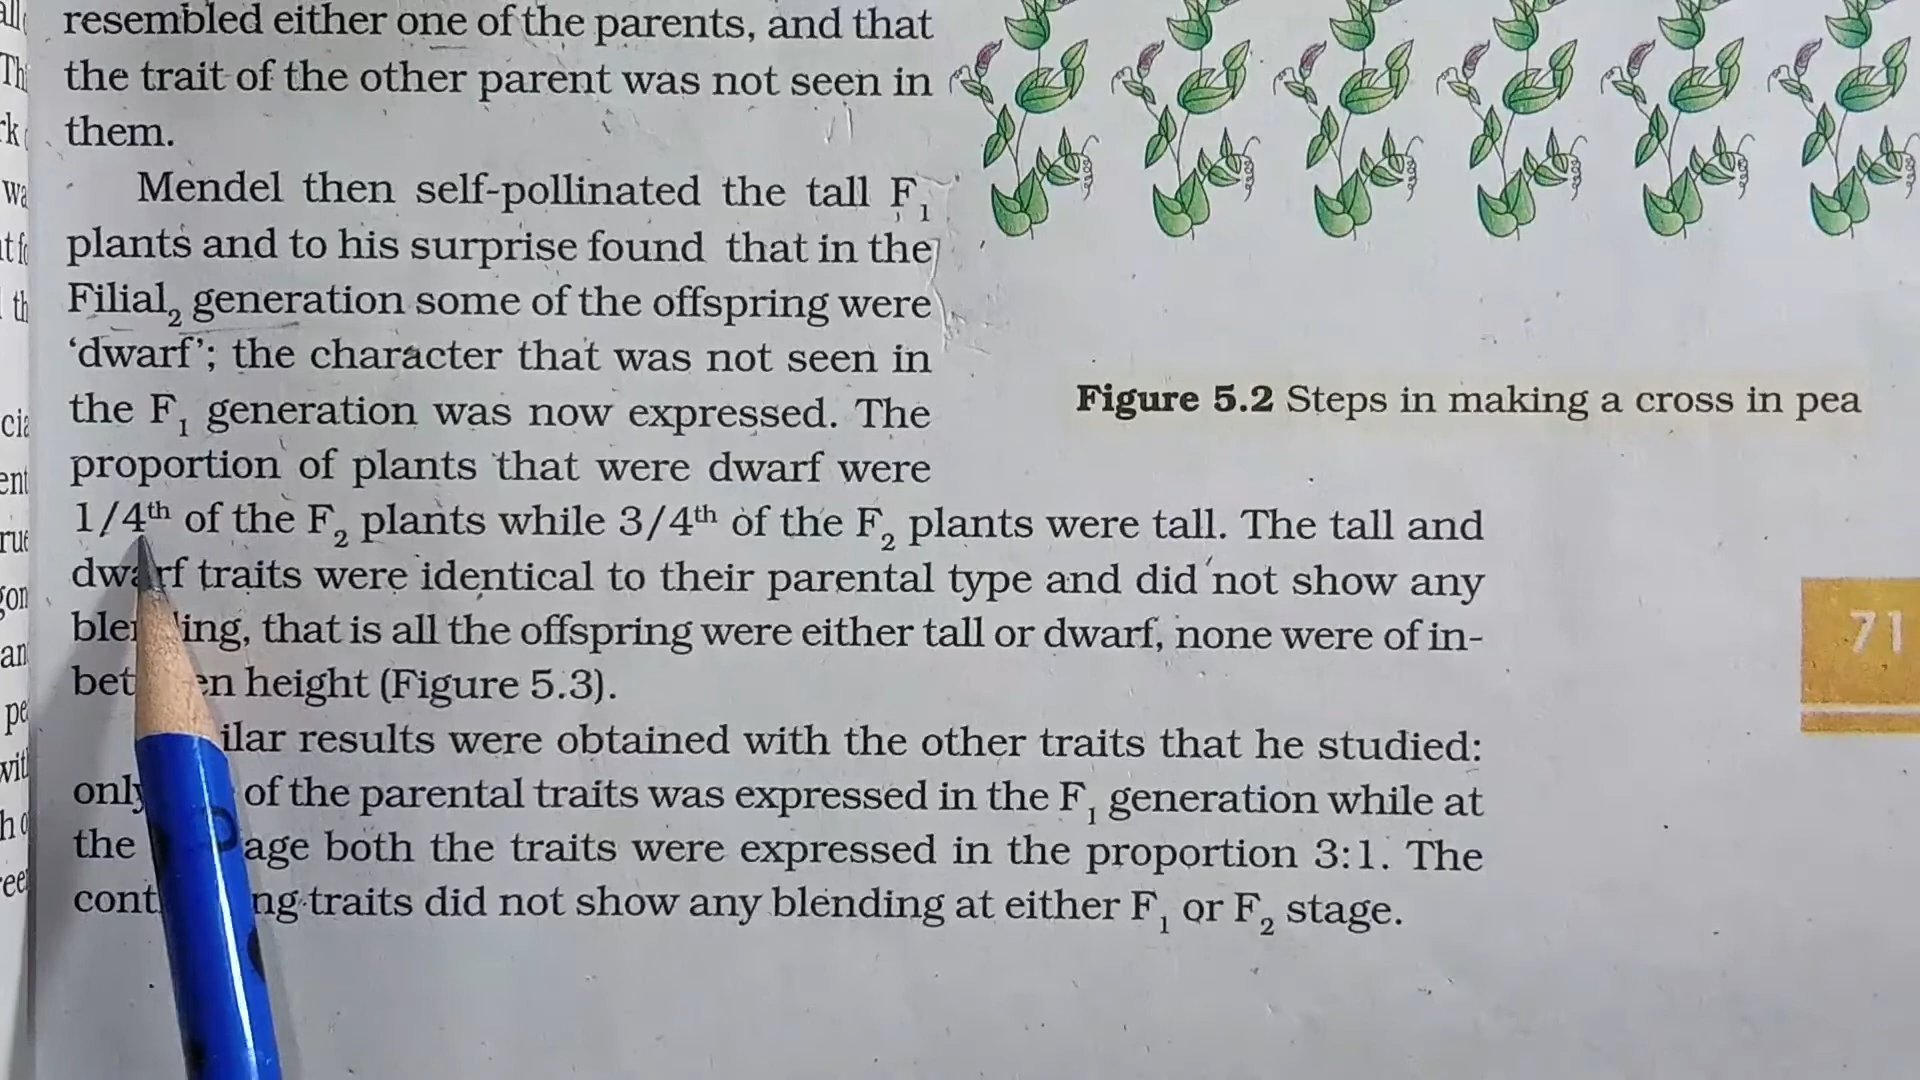 resembled either one of the parents, and that
the trait of the other parent was not seen in
them.
Mendel then self-pollinated the tall F₁
plants and to his surprise found that in the
Filial₂ generation some of the offspring were
‘dwarf’; the character that was not seen in
the F₁ generation was now expressed. The
proportion of plants that were dwarf were
1/4th of the F₂ plants while 3/4th of the F₂ plants were tall. The tall and
dwarf traits were identical to their parental type and did not show any
ing, that is all the offspring were either tall or dwarf, none were of in-
en height (Figure 5.3).
ilar results were obtained with the other traits that he studied:
of the parental traits was expressed in the F₁ generation while at
the age both the traits were expressed in the proportion 3:1. The
ng traits did not show any blending at either F₁ or F₂ stage.
Figure 5.2 Steps in making a cross in pea
71